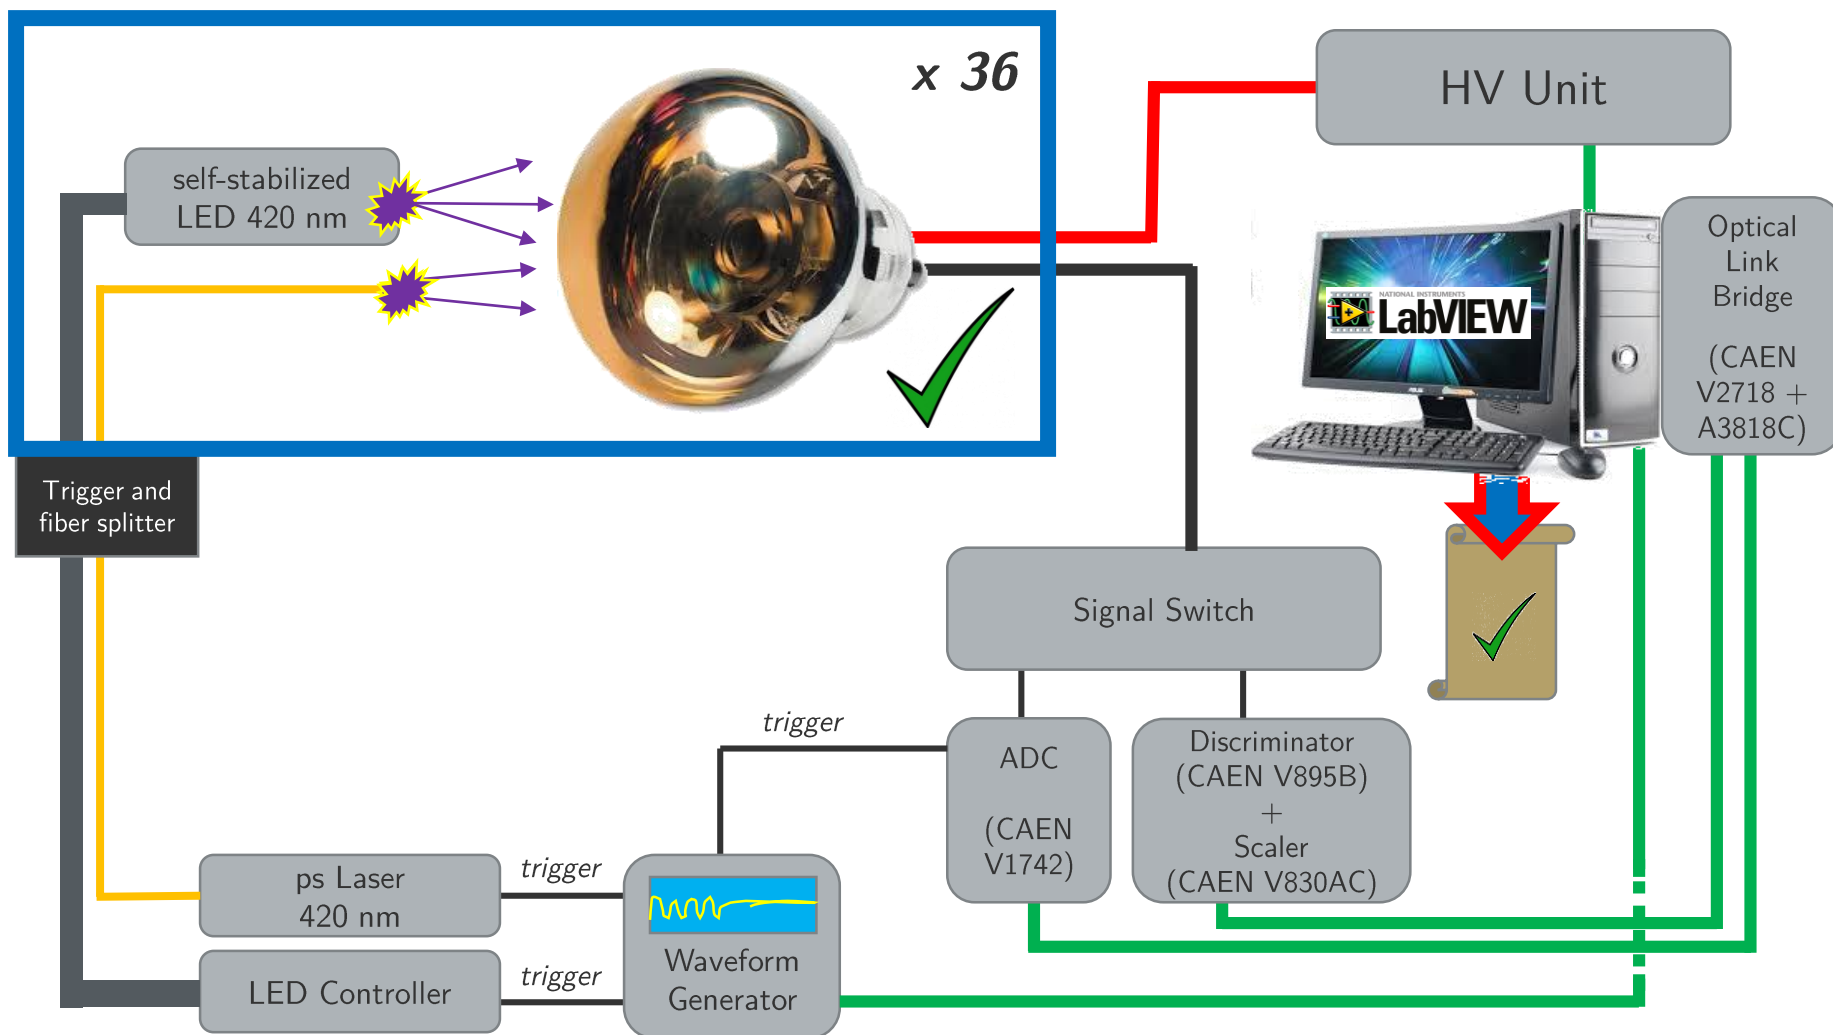 x 36
HV Unit
self-stabilized
LED 420 nm
Optical
Link
Bridge
(CAEN
V2718 +
A3818C)
NATIONAL INSTRUMENTS
LabVIEW
Trigger and
fiber splitter
Signal Switch
trigger
ADC
(CAEN
V1742)
Discriminator
(CAEN V895B)
+
Scaler
(CAEN V830AC)
ps Laser
420 nm
trigger
Waveform
Generator
LED Controller
trigger